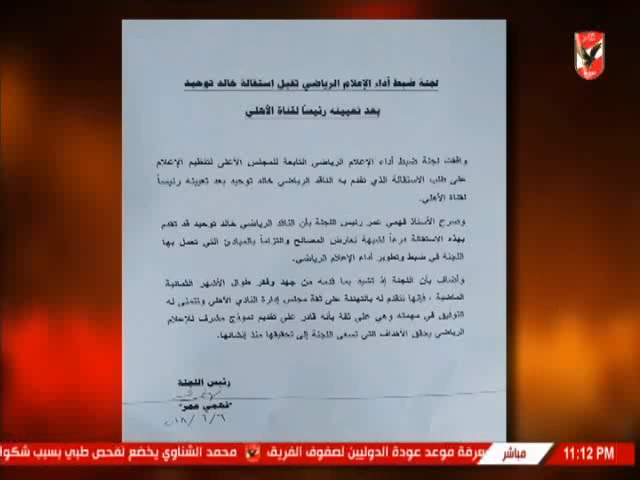 لجنة ضبط أداء الإعلام الرياضي تقبل استقالة خالد توحيد
بعد تعيينه رئيساً لقناة الأهلي
وافقت لجنة ضبط أداء الإعلام الرياضي التابعة للمجلس الأعلى لتنظيم الإعلام
على طلب الاستقالة الذي تقدم به الناقد الرياضي خالد توحيد بعد تعيينه رئيساً
لقناة الأهلي.
وصرح الأستاذ فهمي عمر رئيس اللجنة بأن الناقد الرياضي خالد توحيد قد تقدم
بهذه الاستقالة درءاً لشبهة تعارض المصالح والتزاماً بالمبادئ التي تعمل بها
اللجنة في ضبط وتطوير أداء الإعلام الرياضي.
وأضاف بأن اللجنة إذ تشيد بما قدمه من جهد وفكر طوال الأشهر الثمانية
الماضية، فإنها تتقدم له بالتهنئة على ثقة مجلس إدارة النادي الأهلي وتتمنى له
التوفيق في مهمته وهي على ثقة بأنه قادر على تقديم نموذج مشرف للإعلام
الرياضي يحقق الأهداف التي تسعى اللجنة إلى تحقيقها منذ إنشائها.
رئيس اللجنة
"فهمي عمر"
٢٠١٨/٦/٦
11:12 PM مباشر عرفة موعد عودة الدوليين لصفوف الفريق محمد الشناوي يخضع لفحص طبي بسبب شكوا